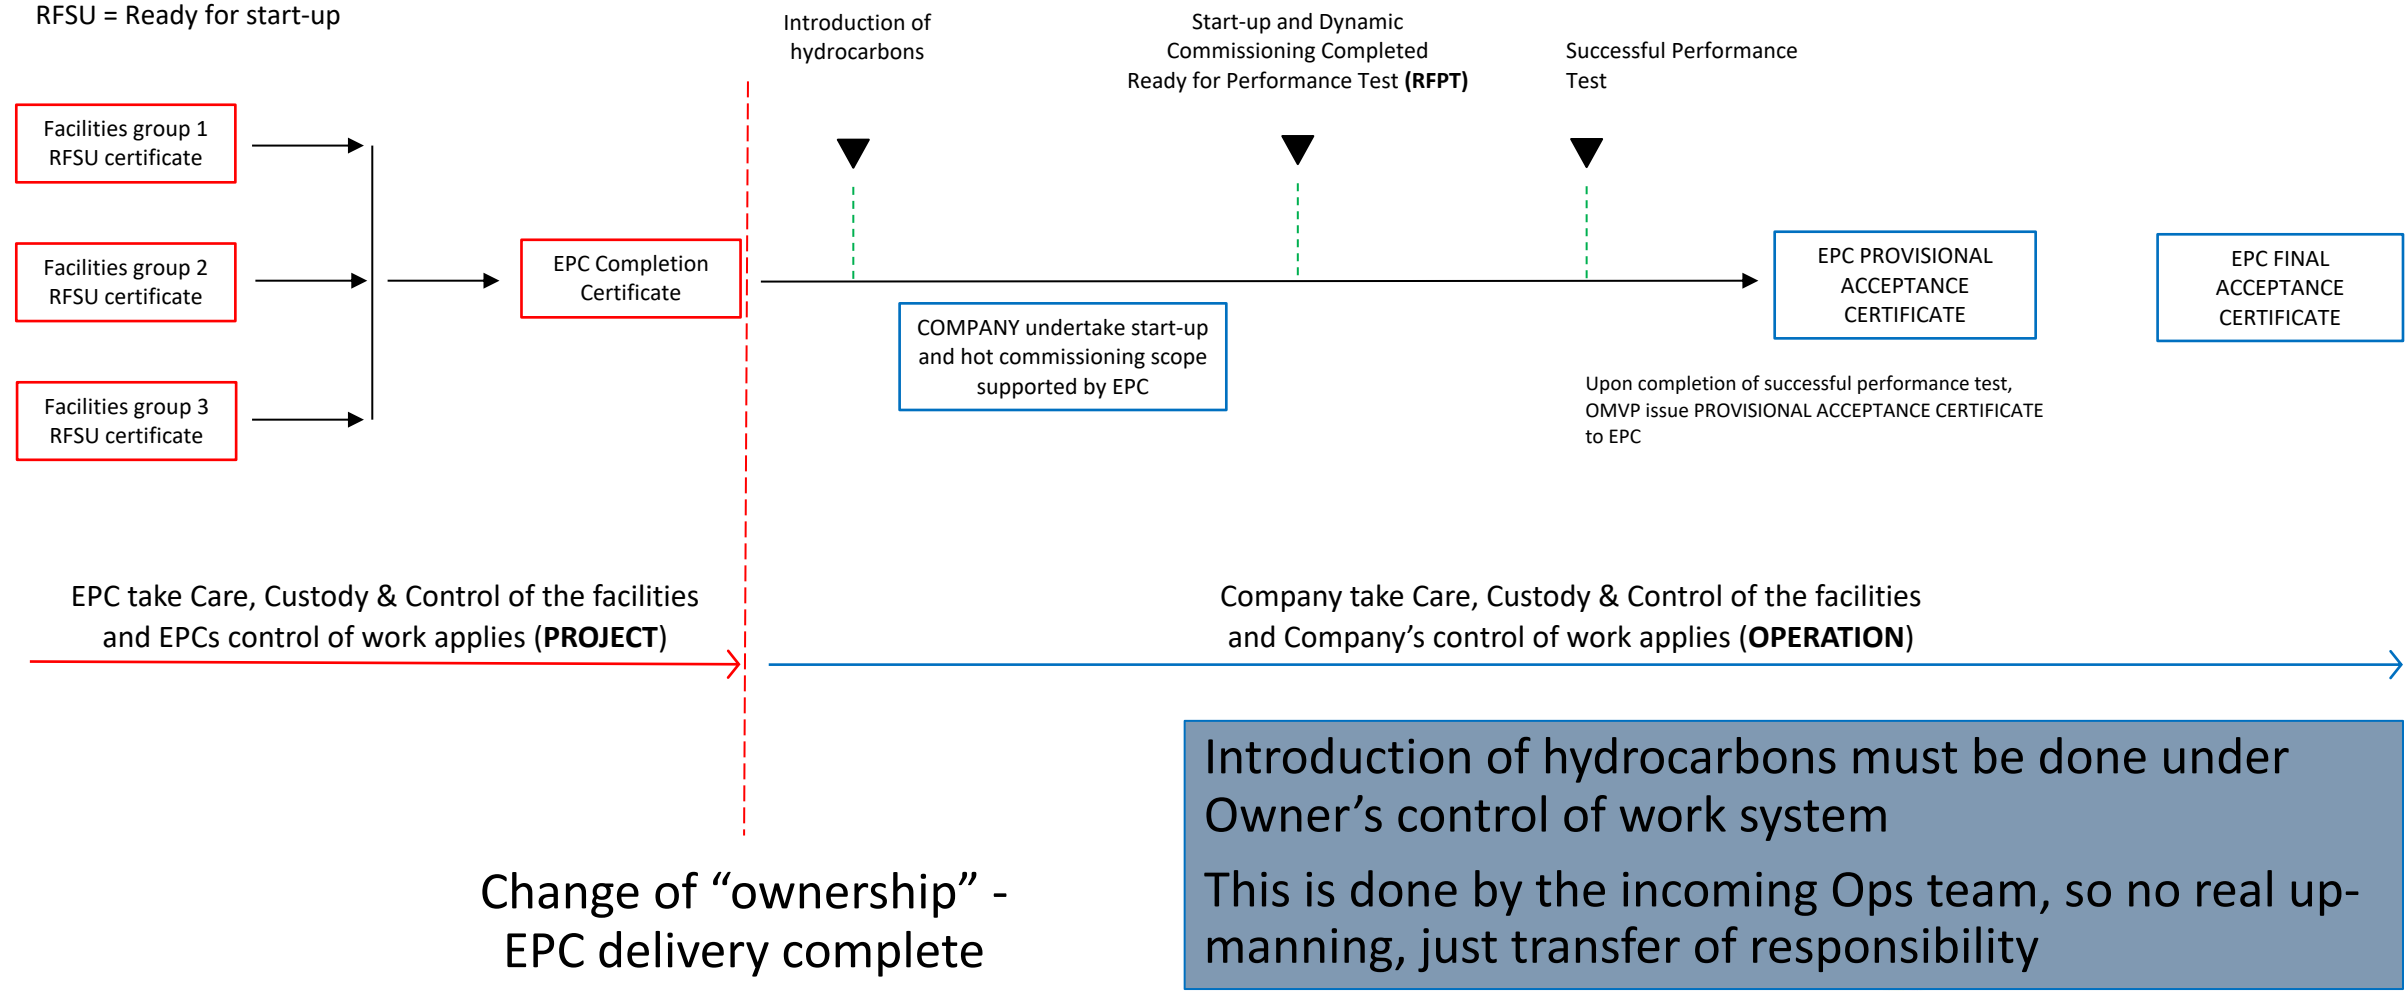 RFSU = Ready for start-up
Introduction of
hydrocarbons
Start-up and Dynamic
Commissioning Completed
Ready for Performance Test (RFPT)
Successful Performance
Test
Facilities group 1
RFSU certificate
Facilities group 2
RFSU certificate
Facilities group 3
RFSU certificate
EPC Completion
Certificate
COMPANY undertake start-up
and hot commissioning scope
supported by EPC
EPC PROVISIONAL
ACCEPTANCE
CERTIFICATE
EPC FINAL
ACCEPTANCE
CERTIFICATE
Upon completion of successful performance test,
OMVP issue PROVISIONAL ACCEPTANCE CERTIFICATE
to EPC
EPC take Care, Custody & Control of the facilities
and EPCs control of work applies (PROJECT)
Company take Care, Custody & Control of the facilities
and Company’s control of work applies (OPERATION)
Change of “ownership” -
EPC delivery complete
Introduction of hydrocarbons must be done under
Owner’s control of work system
This is done by the incoming Ops team, so no real up-
manning, just transfer of responsibility